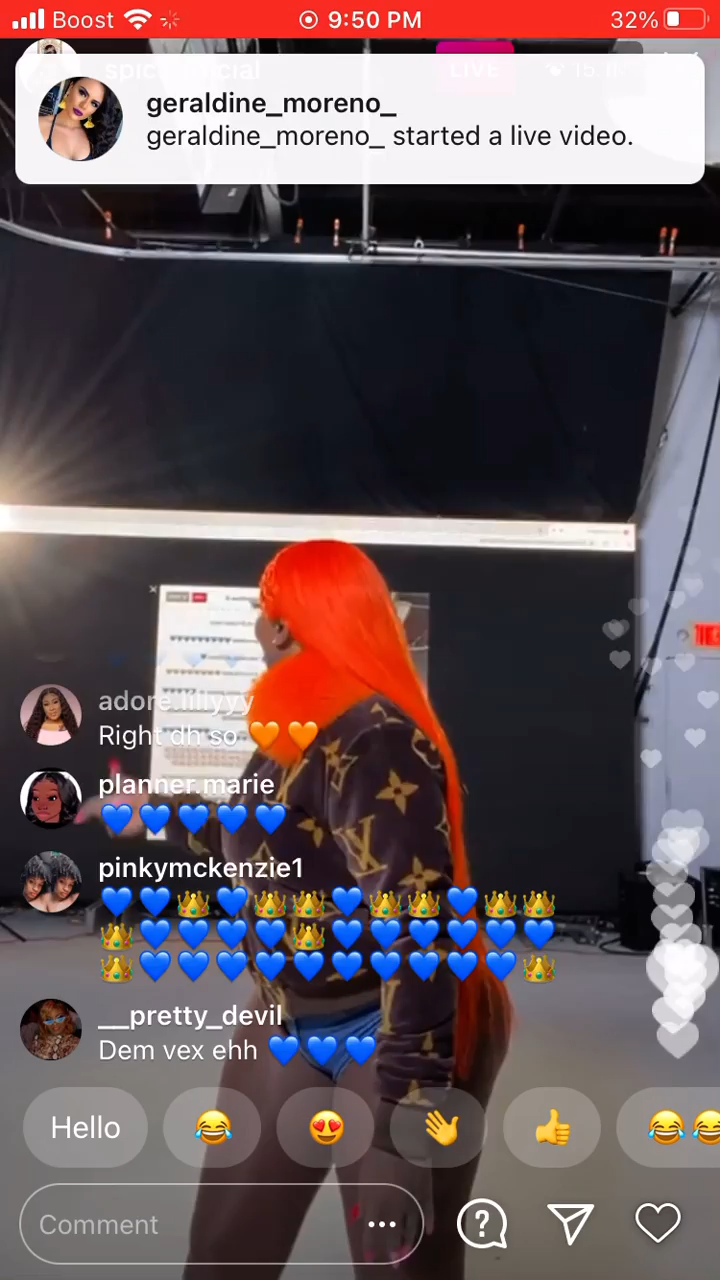 Boost 9:50 PM 32%
LIVE
geraldine_moreno_
geraldine_moreno_ started a live video.
adore.lillyyy
Right dh so 🧡🧡
planner.marie
💙💙💙💙💙
pinkymckenzie1
💙💙👑💙👑👑💙👑👑💙👑👑
👑💙💙💙💙👑💙💙💙💙💙💙
👑💙💙💙💙💙💙💙💙💙💙👑
__pretty_devil
Dem vex ehh 💙💙💙
Hello 😂 😍 👋 👍 😂😂
Comment